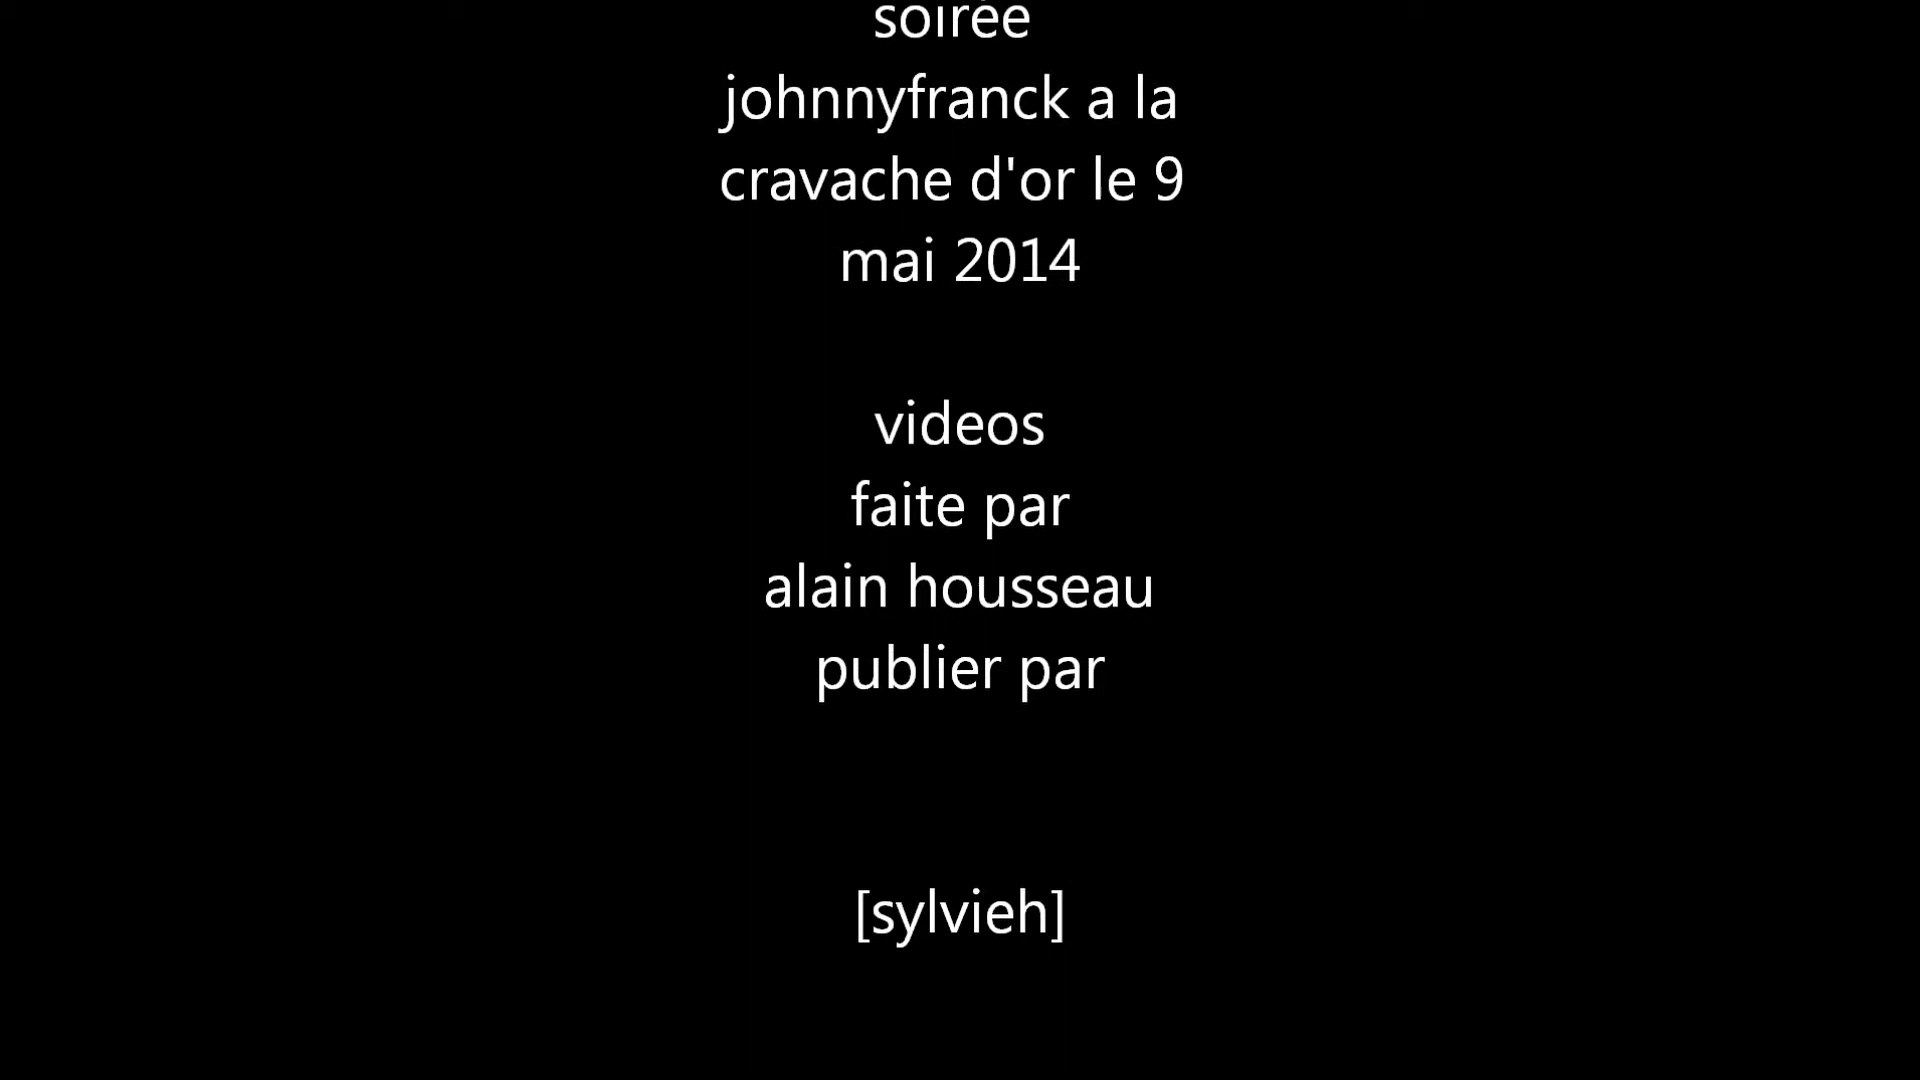 soirée
johnnyfranck a la
cravache d'or le 9
mai 2014
videos
faite par
alain housseau
publier par
[sylvieh]